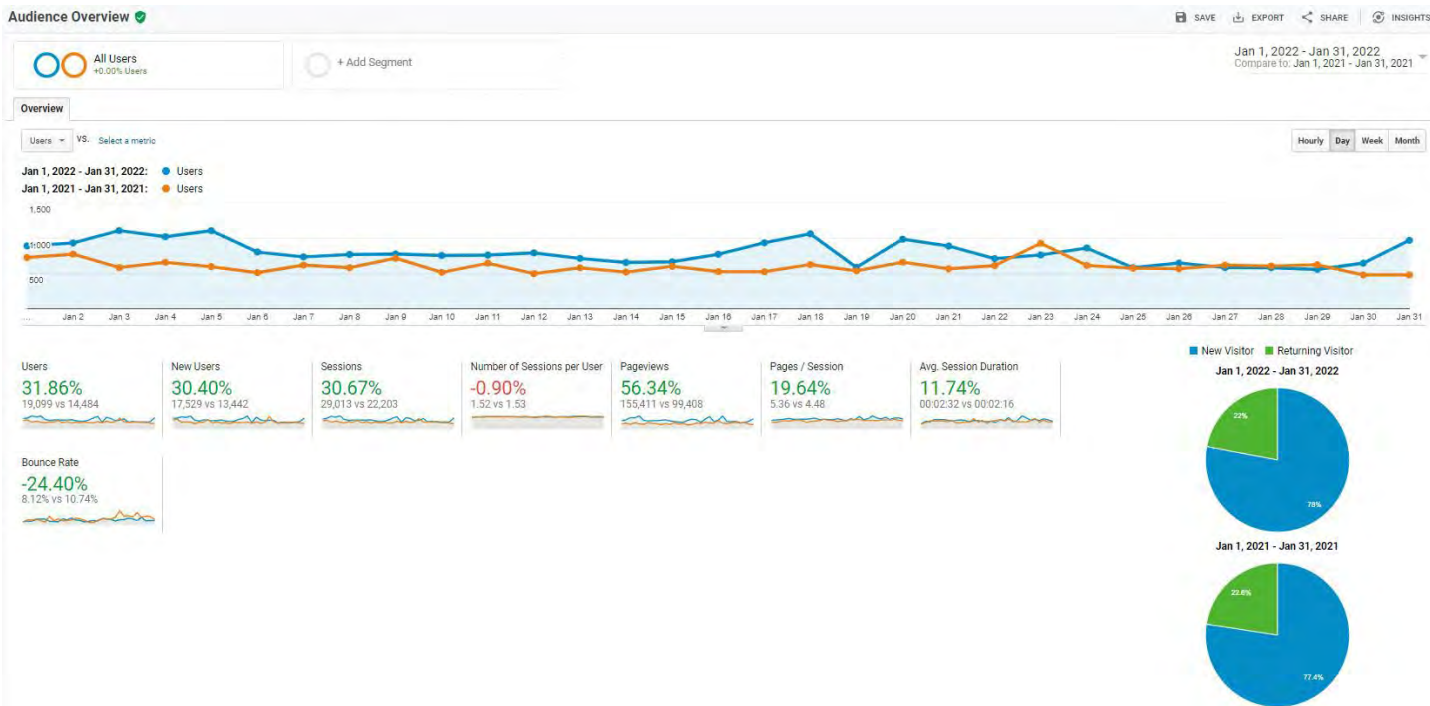 Audience Overview
SAVE EXPORT SHARE INSIGHTS
All Users
+0.00% Users
+ Add Segment
Jan 1, 2022 - Jan 31, 2022
Compare to: Jan 1, 2021 - Jan 31, 2021
Overview
Users VS. Select a metric
Hourly Day Week Month
Jan 1, 2022 - Jan 31, 2022: Users
Jan 1, 2021 - Jan 31, 2021: Users
1,500
1,000
500
... Jan 2 Jan 3 Jan 4 Jan 5 Jan 6 Jan 7 Jan 8 Jan 9 Jan 10 Jan 11 Jan 12 Jan 13 Jan 14 Jan 15 Jan 16 Jan 17 Jan 18 Jan 19 Jan 20 Jan 21 Jan 22 Jan 23 Jan 24 Jan 25 Jan 26 Jan 27 Jan 28 Jan 29 Jan 30 Jan 31
Users
31.86%
19,099 vs 14,484
New Users
30.40%
17,529 vs 13,442
Sessions
30.67%
29,013 vs 22,203
Number of Sessions per User
-0.90%
1.52 vs 1.53
Pageviews
56.34%
155,411 vs 99,408
Pages / Session
19.64%
5.36 vs 4.48
Avg. Session Duration
11.74%
00:02:32 vs 00:02:16
Bounce Rate
-24.40%
8.12% vs 10.74%
New Visitor Returning Visitor
Jan 1, 2022 - Jan 31, 2022
22%
78%
Jan 1, 2021 - Jan 31, 2021
22.6%
77.4%